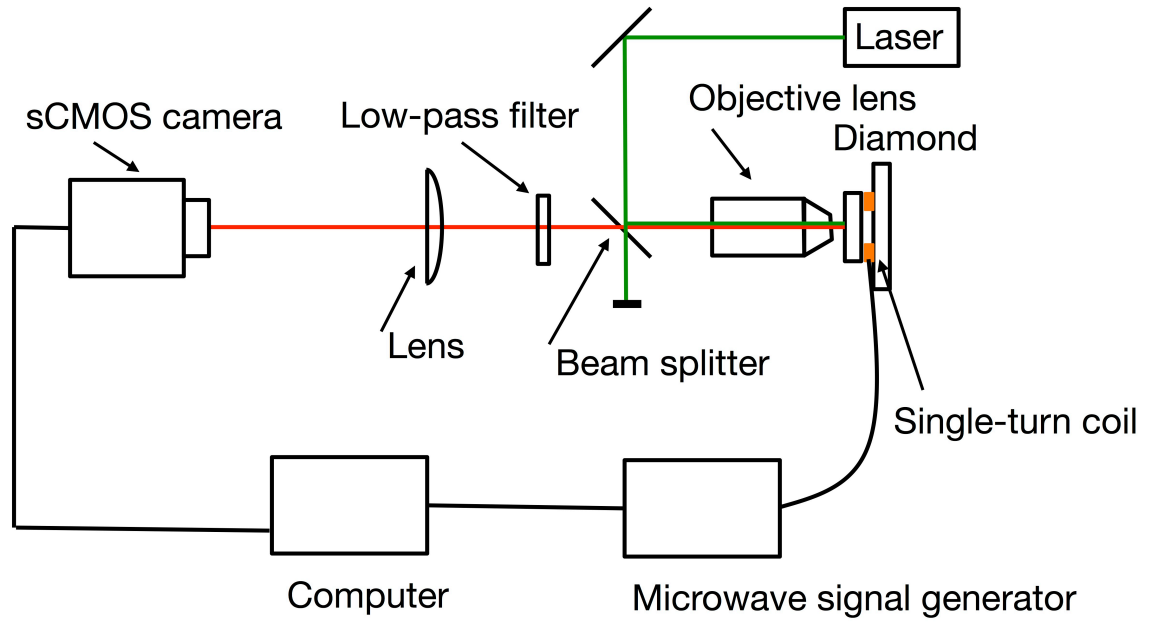 Laser
Objective lens
sCMOS camera
Low-pass filter
Diamond
Lens
Beam splitter
Single-turn coil
Computer
Microwave signal generator